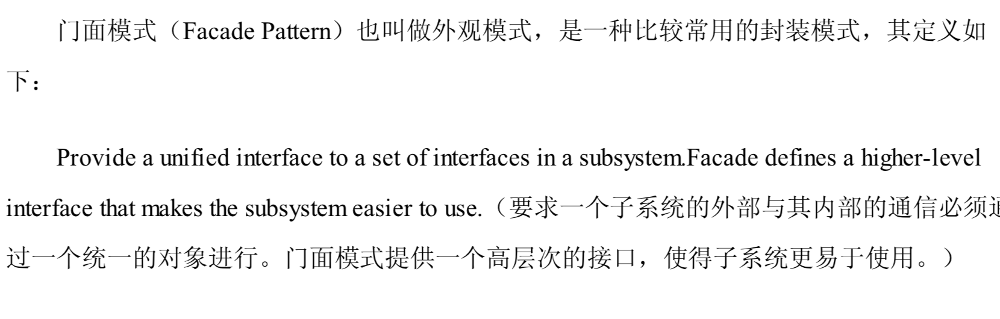 门面模式（Facade Pattern）也叫做外观模式，是一种比较常用的封装模式，其定义如
下：
Provide a unified interface to a set of interfaces in a subsystem.Facade defines a higher-level
interface that makes the subsystem easier to use.（要求一个子系统的外部与其内部的通信必须通
过一个统一的对象进行。门面模式提供一个高层次的接口，使得子系统更易于使用。）